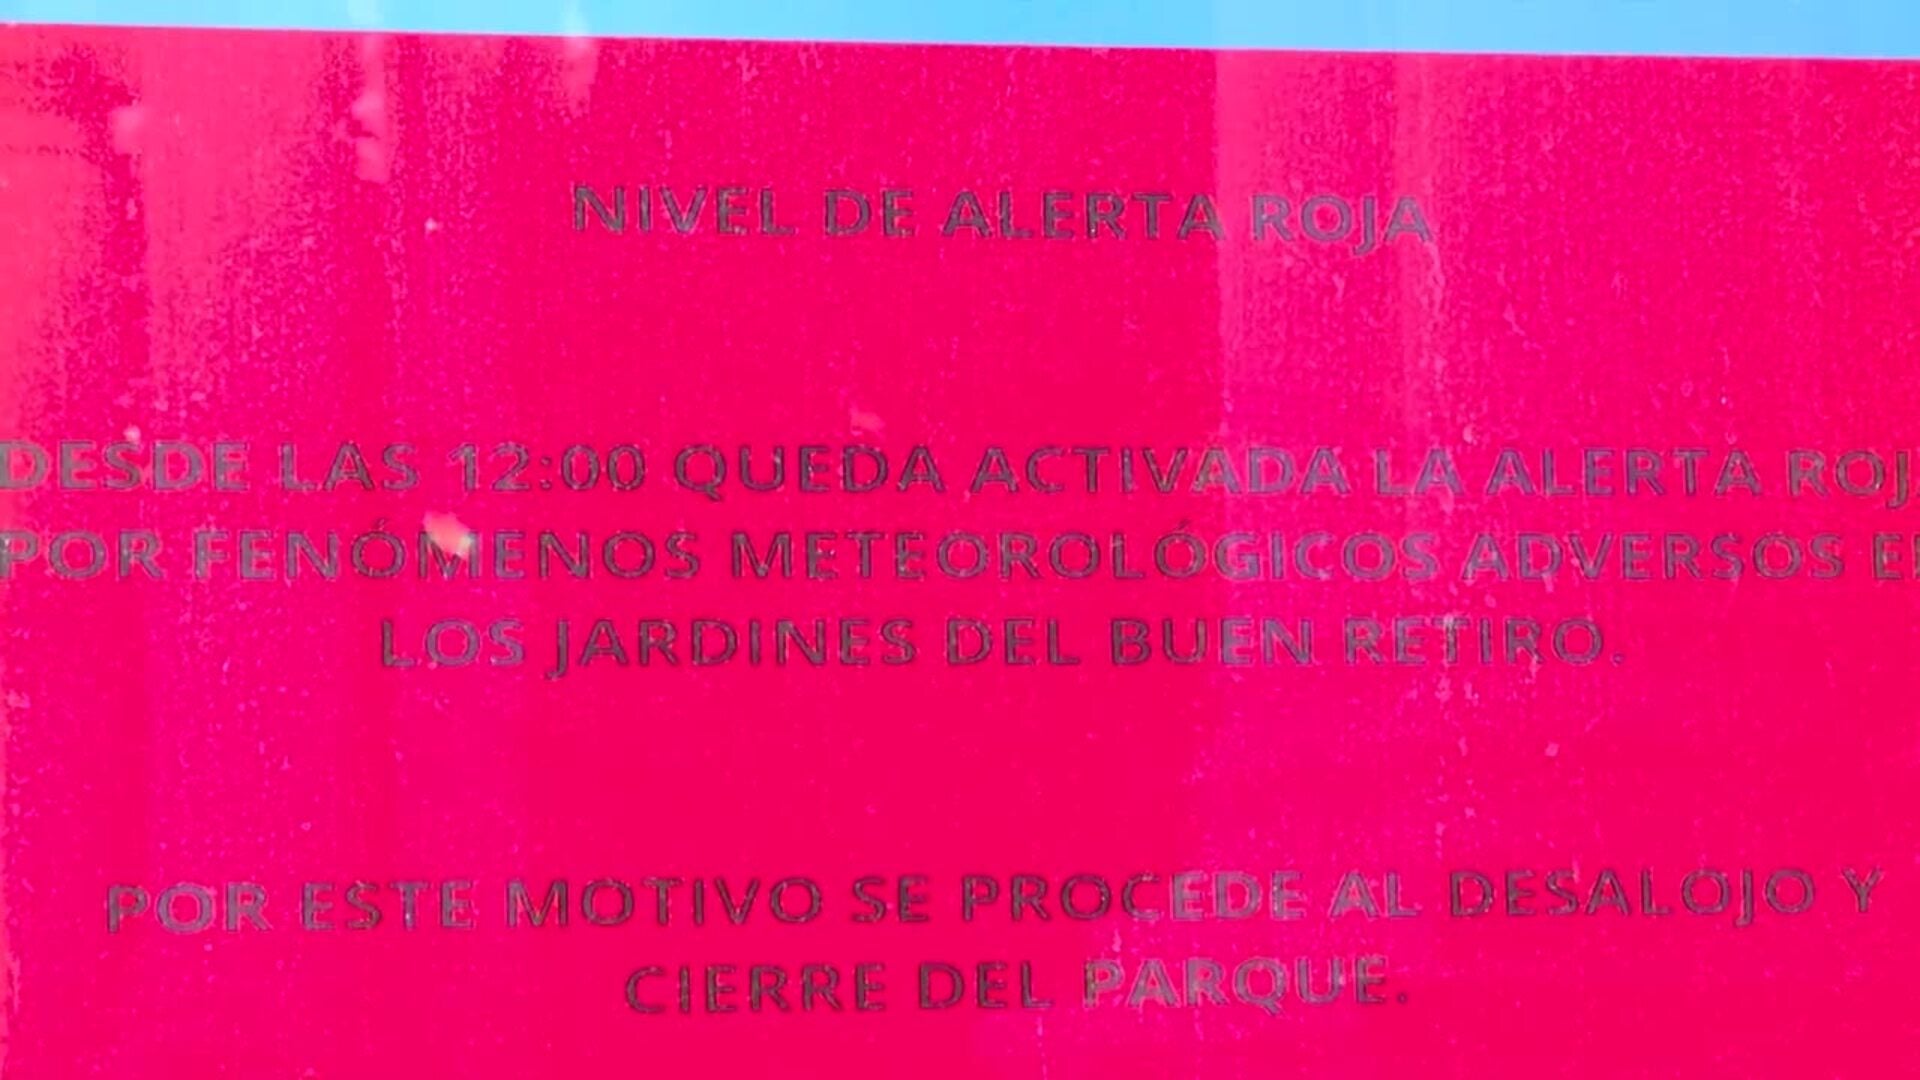 NIVEL DE ALERTA ROJA
DESDE LAS 12:00 QUEDA ACTIVADA LA ALERTA ROJ
POR FENÓMENOS METEOROLÓGICOS ADVERSOS E
LOS JARDINES DEL BUEN RETIRO.
POR ESTE MOTIVO SE PROCEDE AL DESALOJO Y
CIERRE DEL PARQUE.